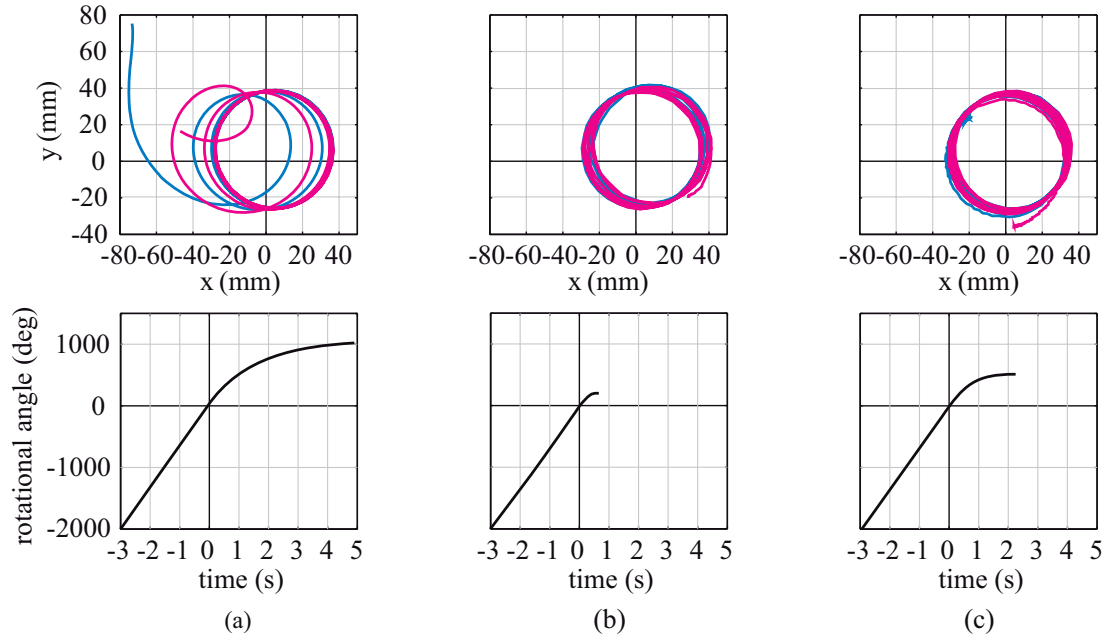 80
60
40
20
0
-20
-40
y (mm)
-80 -60 -40 -20 0 20 40
x (mm)
-80 -60 -40 -20 0 20 40
x (mm)
-80 -60 -40 -20 0 20 40
x (mm)
1000
0
-1000
-2000
rotational angle (deg)
-3 -2 -1 0 1 2 3 4 5
time (s)
-3 -2 -1 0 1 2 3 4 5
time (s)
-3 -2 -1 0 1 2 3 4 5
time (s)
(a)
(b)
(c)